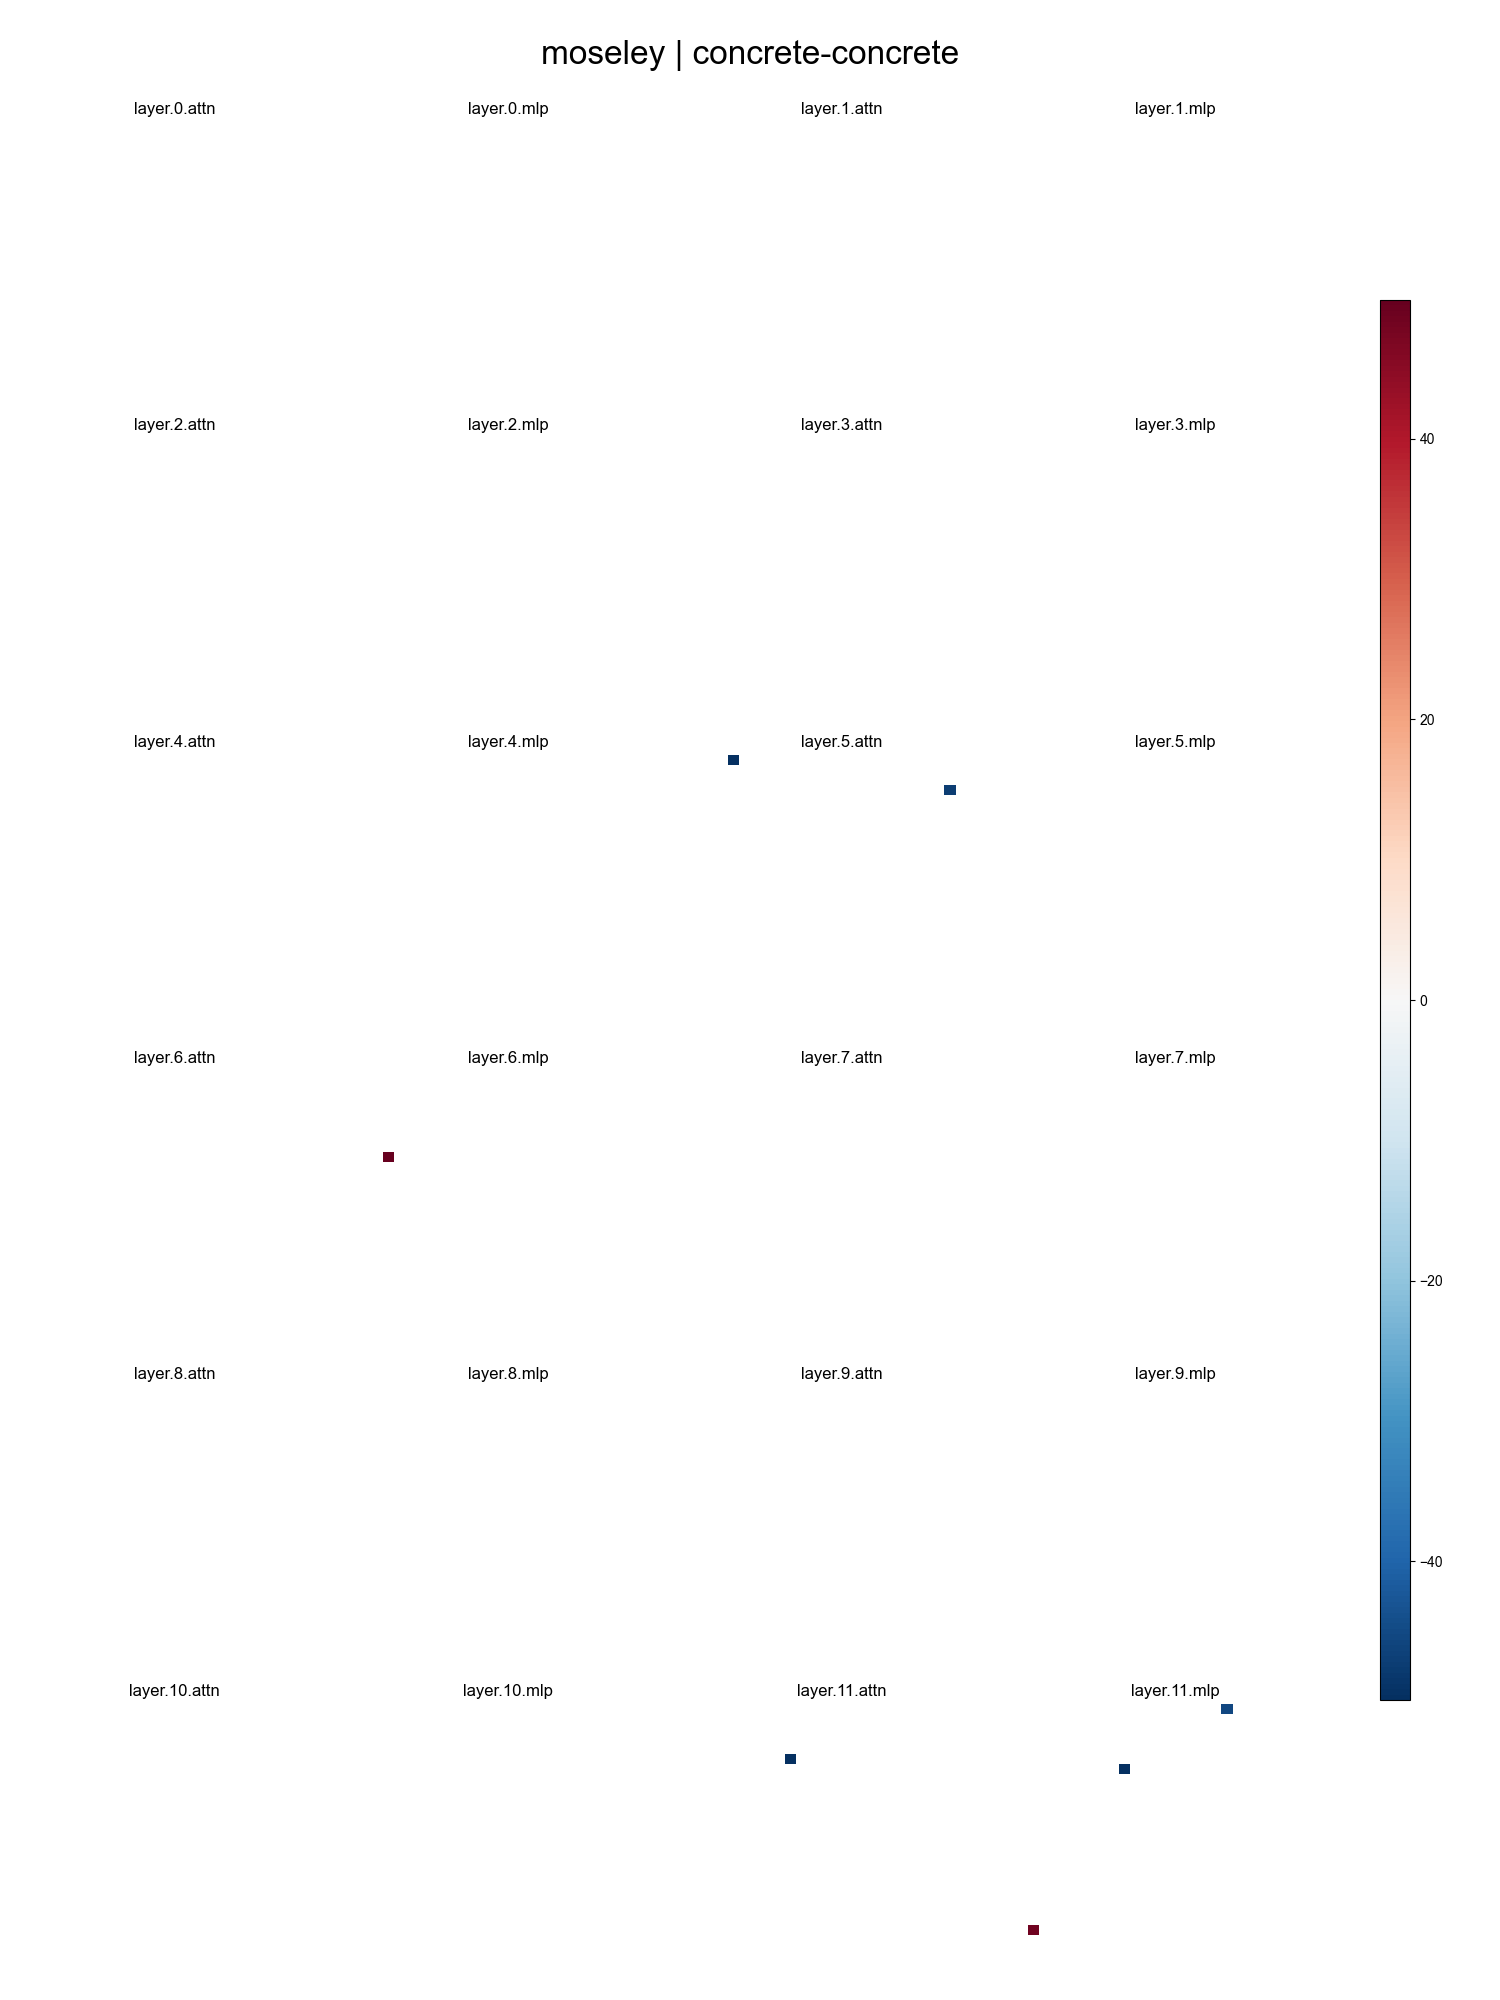 moseley | concrete-concrete
layer.0.attn layer.0.mlp layer.1.attn layer.1.mlp
layer.2.attn layer.2.mlp layer.3.attn layer.3.mlp
layer.4.attn layer.4.mlp layer.5.attn layer.5.mlp
layer.6.attn layer.6.mlp layer.7.attn layer.7.mlp
layer.8.attn layer.8.mlp layer.9.attn layer.9.mlp
layer.10.attn layer.10.mlp layer.11.attn layer.11.mlp
40
20
0
−20
−40